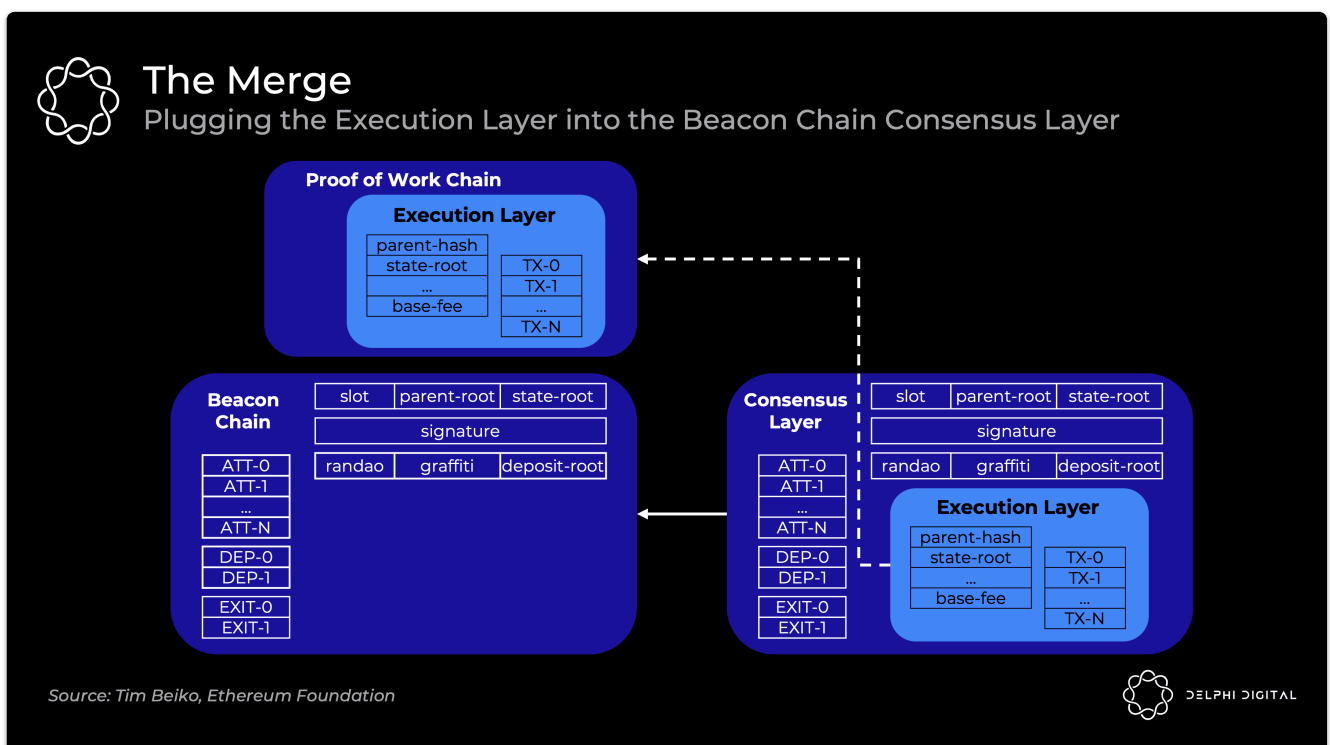 The Merge
Plugging the Execution Layer into the Beacon Chain Consensus Layer
Proof of Work Chain
Execution Layer
parent-hash
state-root
...
base-fee
TX-0
TX-1
...
TX-N
Beacon
Chain
slot parent-root state-root
signature
randao graffiti deposit-root
ATT-0
ATT-1
...
ATT-N
DEP-0
DEP-1
EXIT-0
EXIT-1
Consensus
Layer
slot parent-root state-root
signature
randao graffiti deposit-root
ATT-0
ATT-1
...
ATT-N
DEP-0
DEP-1
EXIT-0
EXIT-1
Execution Layer
parent-hash
state-root
...
base-fee
TX-0
TX-1
...
TX-N
Source: Tim Beiko, Ethereum Foundation
DELPHI DIGITAL